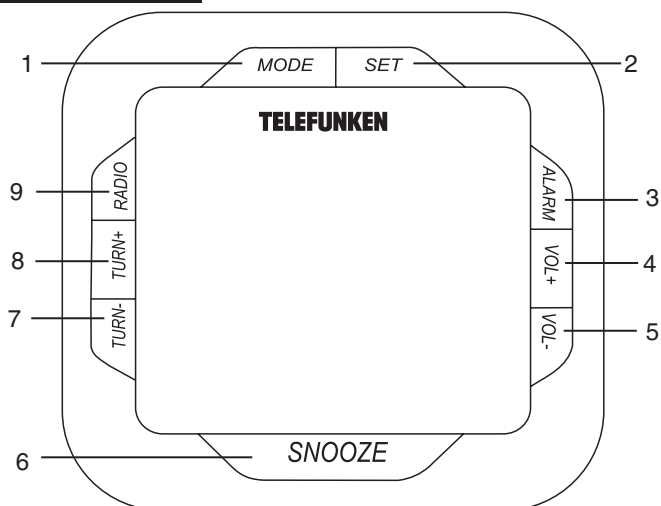 1 MODE SET 2
TELEFUNKEN
9 RADIO ALARM 3
8 TURN+ VOL+ 4
7 TURN- VOL- 5
6 SNOOZE